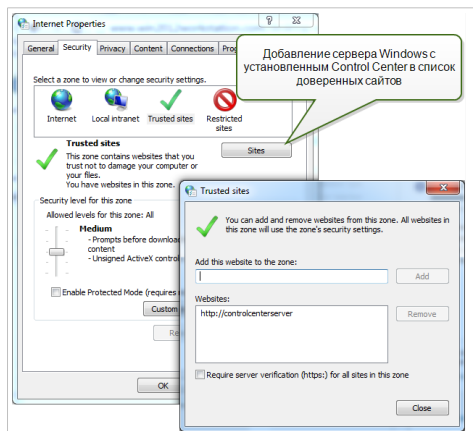 Internet Properties
General Security Privacy Content Connections
Добавление сервера Windows с
установленным Control Center в список
доверенных сайтов
Select a zone to view or change security settings.
Internet Local intranet Trusted sites Restricted
sites
Trusted sites
This zone contains websites that you
trust not to damage your computer or
your files.
You have websites in this zone.
Sites
Security level for this zone
Allowed levels for this zone: All
Medium
- Prompts before
content
- Unsigned ActiveX
Enable Protected Mode (requires
Custom
OK
Trusted sites
You can add and remove websites from this zone. All websites in
this zone will use the zone's security settings.
Add this website to the zone:
Add
Websites:
http://controlcenterserver
Remove
Require server verification (https:) for all sites in this zone
Close